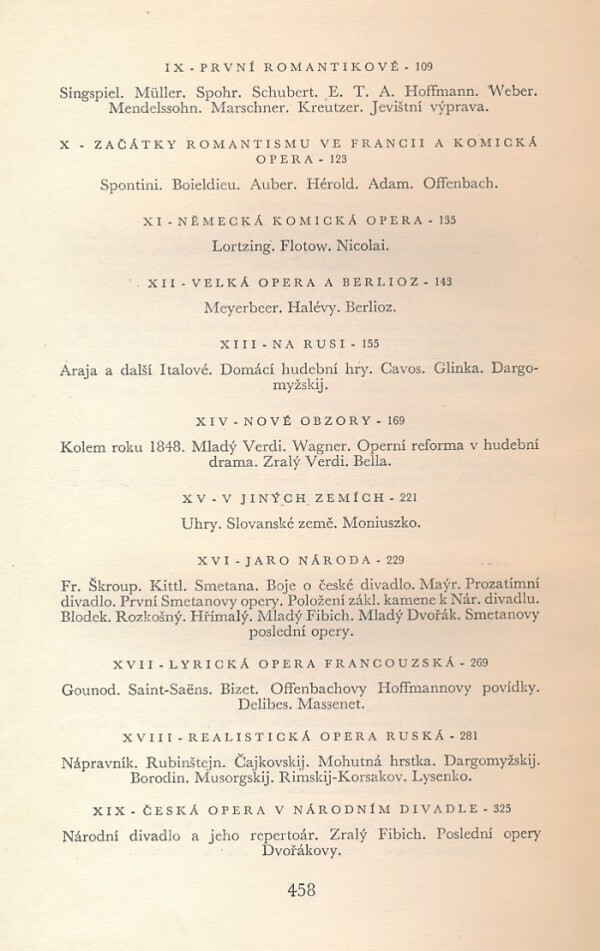 IX - PRVNÍ ROMANTIKOVÉ - 109
Singspiel. Müller. Spohr. Schubert. E. T. A. Hoffmann. Weber.
Mendelssohn. Marschner. Kreutzer. Jevištní výprava.
X - ZAČÁTKY ROMANTISMU VE FRANCII A KOMICKÁ
OPERA - 123
Spontini. Boieldieu. Auber. Hérold. Adam. Offenbach.
XI - NĚMECKÁ KOMICKÁ OPERA - 135
Lortzing. Flotow. Nicolai.
XII - VELKÁ OPERA A BERLIOZ - 143
Meyerbeer. Halévy. Berlioz.
XIII - NA RUSI - 155
Araja a další Italové. Domácí hudební hry. Cavos. Glinka. Dargo-
myžskij.
XIV - NOVÉ OBZORY - 169
Kolem roku 1848. Mladý Verdi. Wagner. Operní reforma v hudební
drama. Zralý Verdi. Bella.
XV - V JINÝCH ZEMÍCH - 221
Uhry. Slovanské země. Moniuszko.
XVI - JARO NÁRODA - 229
Fr. Škroup. Kittl. Smetana. Boje o české divadlo. Maýr. Prozatímní
divadlo. První Smetanovy opery. Položení zákl. kamene k Nár. divadlu.
Blodek. Rozkošný. Hřímalý. Mladý Fibich. Mladý Dvořák. Smetanovy
poslední opery.
XVII - LYRICKÁ OPERA FRANCOUZSKÁ - 269
Gounod. Saint-Saëns. Bizet. Offenbachovy Hoffmannovy povídky.
Delibes. Massenet.
XVIII - REALISTICKÁ OPERA RUSKÁ - 281
Nápravník. Rubinštejn. Čajkovskij. Mohutná hrstka. Dargomyžskij.
Borodin. Musorgskij. Rimskij-Korsakov. Lysenko.
XIX - ČESKÁ OPERA V NÁRODNÍM DIVADLE - 325
Národní divadlo a jeho repertoár. Zralý Fibich. Poslední opery
Dvořákovy.
458